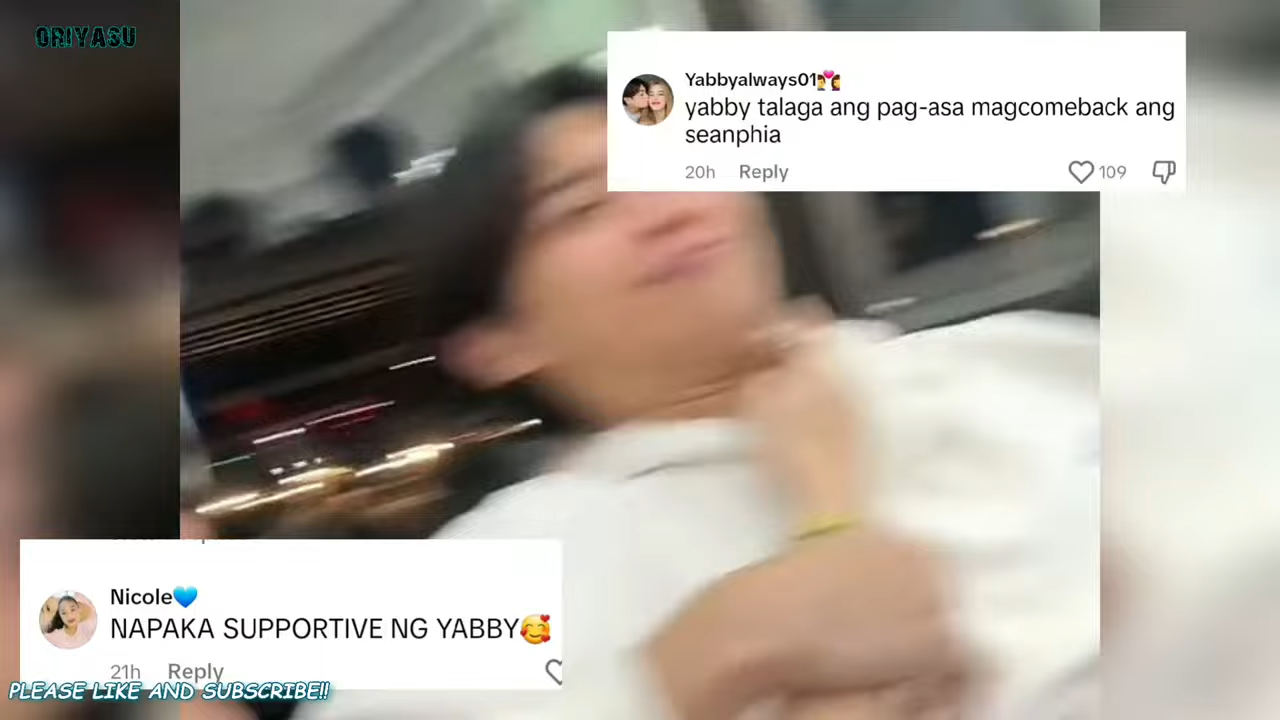 ORIYASU
Yabbyalways01👩‍❤️‍👨
yabby talaga ang pag-asa magcomeback ang
seanphia
20h Reply 109
Nicole💙
NAPAKA SUPPORTIVE NG YABBY🥰
21h Reply
PLEASE LIKE AND SUBSCRIBE!!